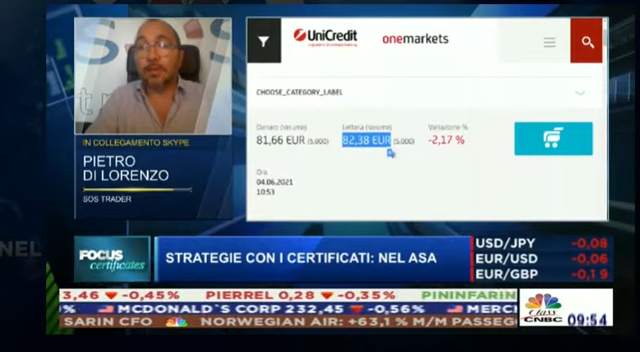 UniCredit
onemarkets
CHOOSE_CATEGORY_LABEL
Denaro (Volume)
Lettera (Volume)
Variazione %
81,66 EUR (5.000)
82,38 EUR (5.000)
-2,17 %
Ora
04.06.2021
10:53
IN COLLEGAMENTO SKYPE
PIETRO
DI LORENZO
SOS TRADER
NEL
FOCUS
certificates
STRATEGIE CON I CERTIFICATI: NEL ASA
USD/JPY -0,08
EUR/USD -0,06
EUR/GBP -0,19
3,46 -0,45% PIERREL 0,28 -0,35% PININFARIN
% MCDONALD'S CORP 232,45 -0,56% MERC
SARIN CFO NORWEGIAN AIR: +63,1 % M/M PASSEG
Class
CNBC
09:54